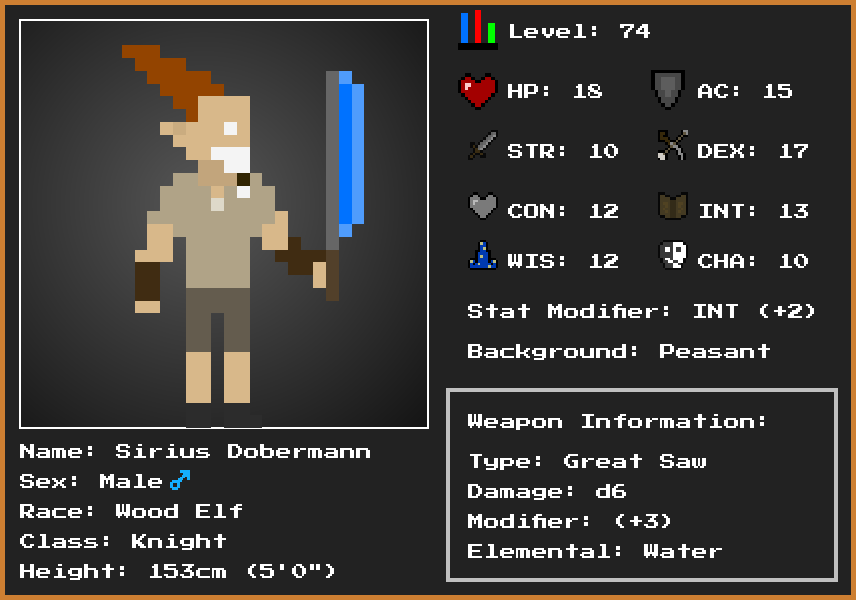 Level: 74
HP: 18
AC: 15
STR: 10
DEX: 17
CON: 12
INT: 13
WIS: 12
CHA: 10
Stat Modifier: INT (+2)
Background: Peasant
Weapon Information:
Type: Great Saw
Damage: d6
Modifier: (+3)
Elemental: Water
Name: Sirius Dobermann
Sex: Male♂
Race: Wood Elf
Class: Knight
Height: 153cm (5'0")